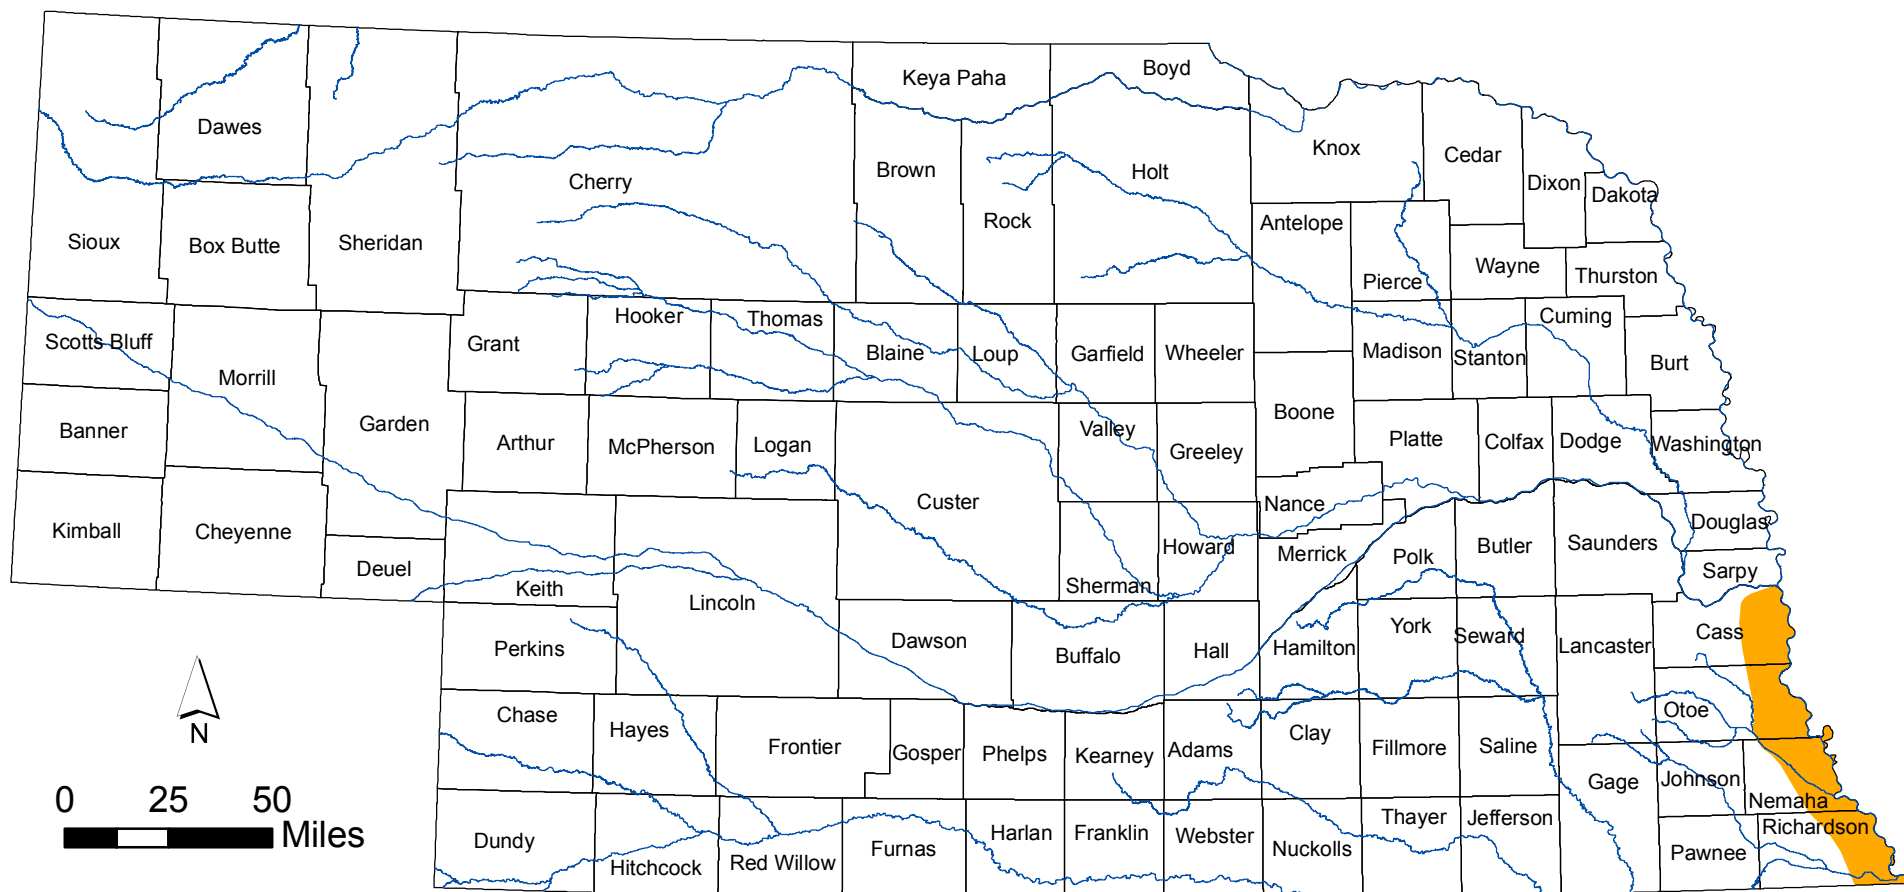 Boyd
Keya Paha
Dawes
Knox
Cedar
Brown
Holt
Cherry
Dixon
Dakota
Rock
Antelope
Sioux
Box Butte
Sheridan
Wayne
Thurston
Pierce
Hooker
Thomas
Cuming
Scotts Bluff
Grant
Blaine
Loup
Garfield
Wheeler
Madison
Stanton
Burt
Morrill
Boone
Garden
Banner
Arthur
McPherson
Logan
Valley
Greeley
Platte
Colfax
Dodge
Washington
Custer
Nance
Kimball
Cheyenne
Douglas
Howard
Merrick
Polk
Butler
Saunders
Deuel
Sarpy
Keith
Sherman
Lincoln
York
Seward
Cass
Perkins
Dawson
Buffalo
Hall
Hamilton
Lancaster
Otoe
Chase
Hayes
N
Frontier
Gosper
Phelps
Kearney
Adams
Clay
Fillmore
Saline
Gage
Johnson
0 25 50
Miles
Nemaha
Dundy
Hitchcock
Red Willow
Furnas
Harlan
Franklin
Webster
Nuckolls
Thayer
Jefferson
Richardson
Pawnee